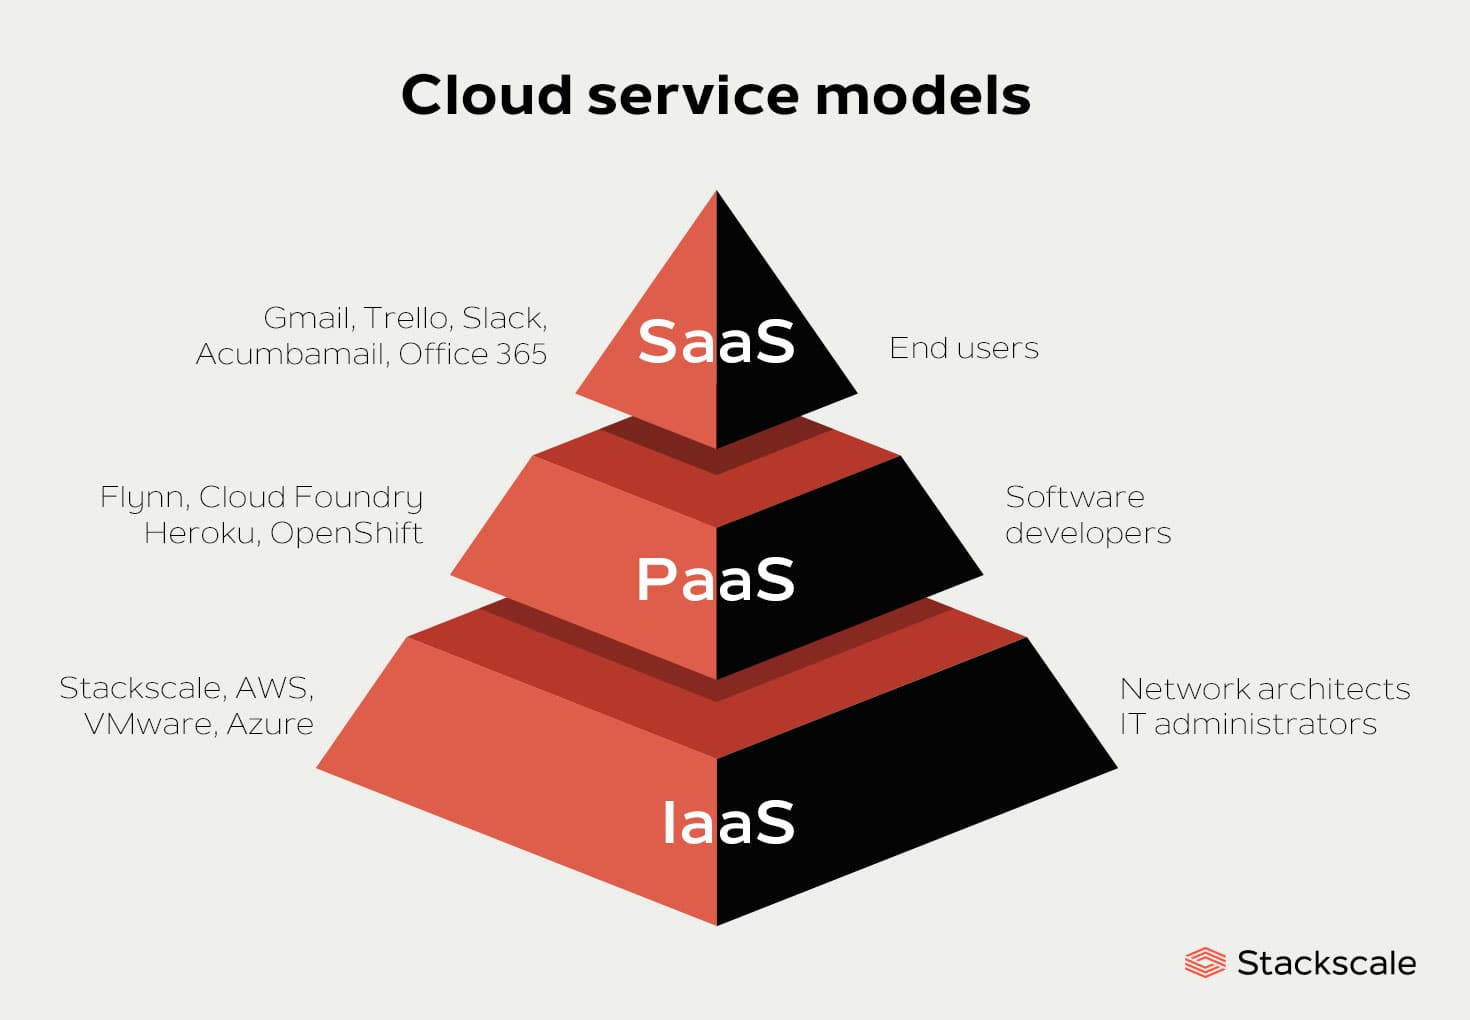 Cloud service models
Gmail, Trello, Slack,
Acumbamail, Office 365
SaaS
End users
Flynn, Cloud Foundry
Heroku, OpenShift
PaaS
Software
developers
Stackscale, AWS,
VMware, Azure
IaaS
Network architects
IT administrators
Stackscale